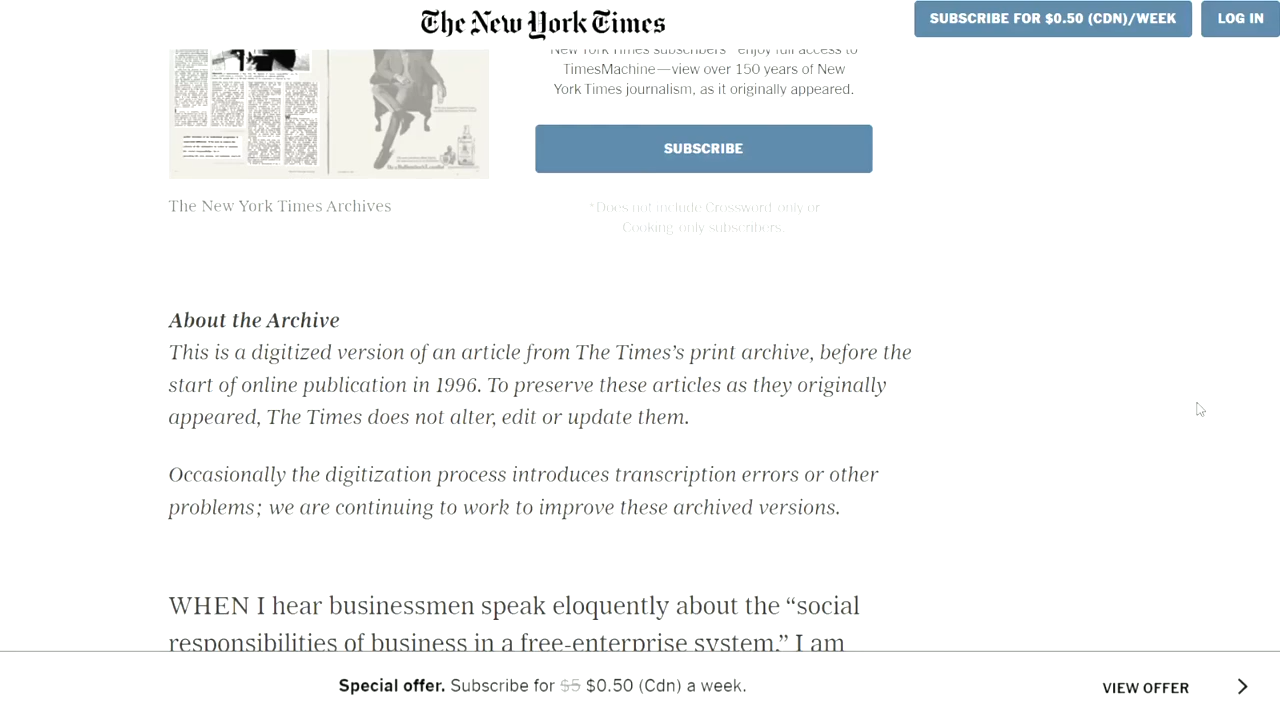 The New York Times
SUBSCRIBE FOR $0.50 (CDN)/WEEK
LOG IN
New York Times subscribers* enjoy full access to
TimesMachine—view over 150 years of New
York Times journalism, as it originally appeared.
SUBSCRIBE
*Does not include Crossword-only or
Cooking-only subscribers.
The New York Times Archives
About the Archive
This is a digitized version of an article from The Times’s print archive, before the
start of online publication in 1996. To preserve these articles as they originally
appeared, The Times does not alter, edit or update them.
Occasionally the digitization process introduces transcription errors or other
problems; we are continuing to work to improve these archived versions.
WHEN I hear businessmen speak eloquently about the “social
responsibilities of business in a free-enterprise system,” I am
Special offer. Subscribe for $5 $0.50 (Cdn) a week.
VIEW OFFER